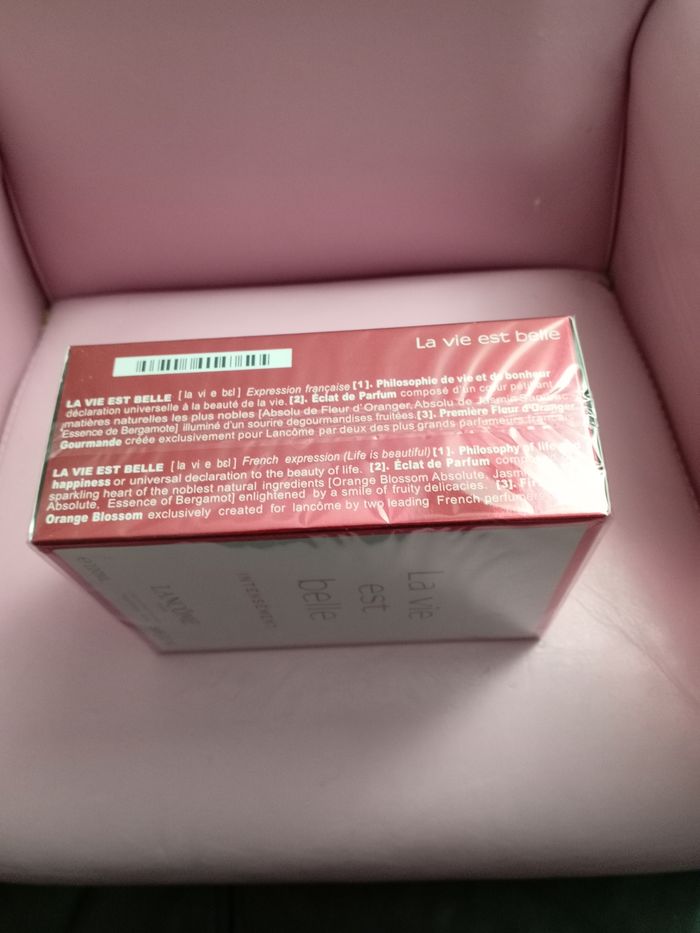 La vie est belle
LA VIE EST BELLE [la vi e bɛl] Expression française [1]. Philosophie de vie et de bonheur
déclaration universelle à la beauté de la vie. [2]. Éclat de Parfum composé d'un cœur pétillant
matières naturelles les plus nobles [Absolu de Fleur d'Oranger, Absolu de Jasmin
Essence de Bergamote] illuminé d'un sourire degourmandises fruitées. [3]. Première Fleur d'Oranger
Gourmande créée exclusivement pour Lancôme par deux des plus grands parfumeurs
LA VIE EST BELLE [la vi e bɛl] French expression (Life is beautiful) [1]. Philosophy of life
happiness or universal declaration to the beauty of life. [2]. Éclat de Parfum
sparkling heart of the noblest natural ingredients [Orange Blossom Absolute, Jasmin
Absolute, Essence of Bergamot] enlightened by a smile of fruity delicacies. [3].
Orange Blossom exclusively created for lancôme by two leading French
La vie
est
belle
INTENSÉMENT
LANCÔME